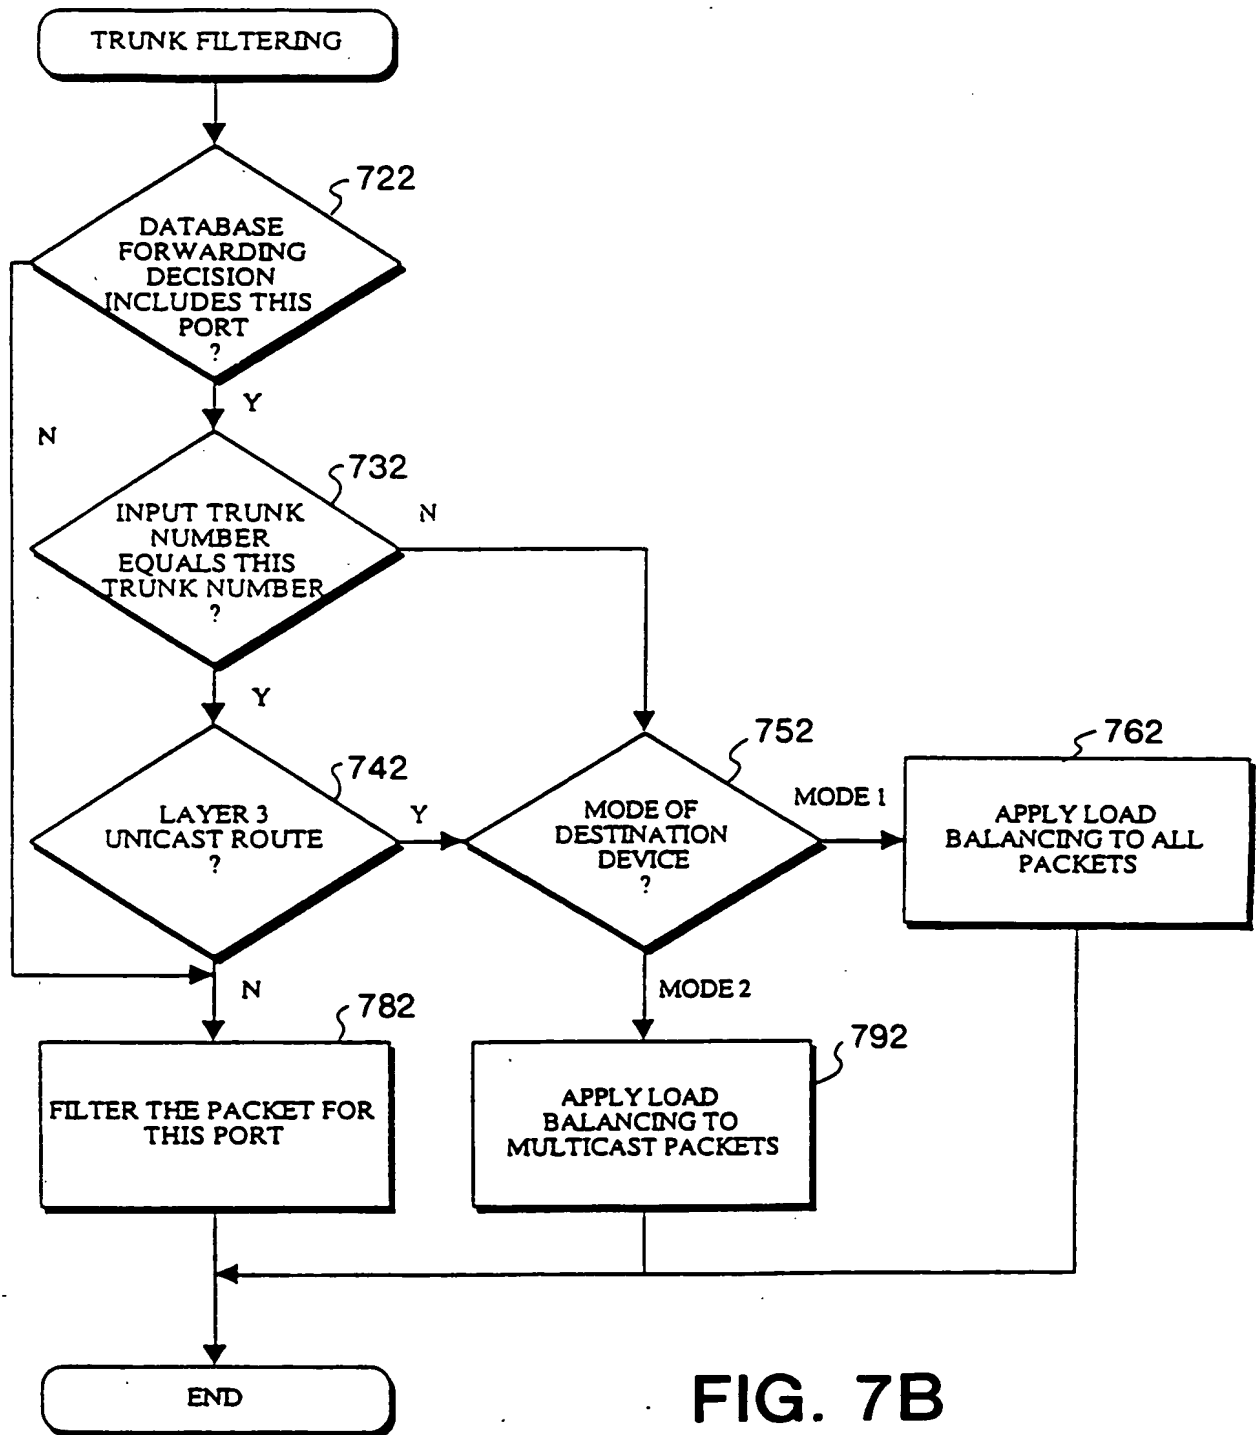 TRUNK FILTERING
722
DATABASE
FORWARDING
DECISION
INCLUDES THIS
PORT
?
Y
N
732
INPUT TRUNK
NUMBER
EQUALS THIS
TRUNK NUMBER
?
N
Y
742
LAYER 3
UNICAST ROUTE
?
Y
N
752
MODE OF
DESTINATION
DEVICE
?
MODE 1
MODE 2
762
APPLY LOAD
BALANCING TO ALL
PACKETS
782
FILTER THE PACKET FOR
THIS PORT
792
APPLY LOAD
BALANCING TO
MULTICAST PACKETS
END
FIG. 7B